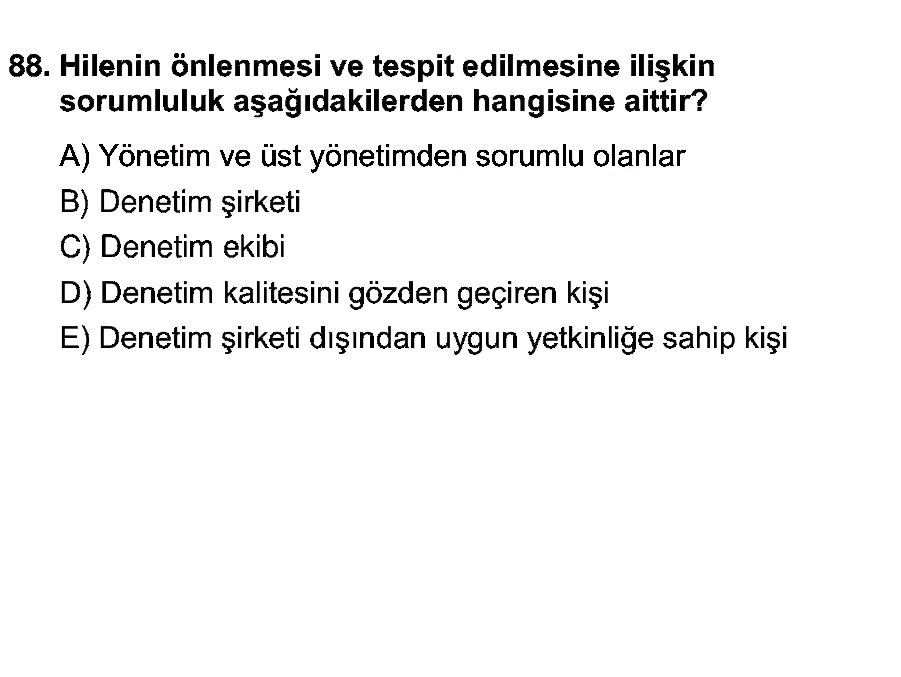 88. Hilenin önlenmesi ve tespit edilmesine ilişkin
sorumluluk aşağıdakilerden hangisine aittir?
A) Yönetim ve üst yönetimden sorumlu olanlar
B) Denetim şirketi
C) Denetim ekibi
D) Denetim kalitesini gözden geçiren kişi
E) Denetim şirketi dışından uygun yetkinliğe sahip kişi